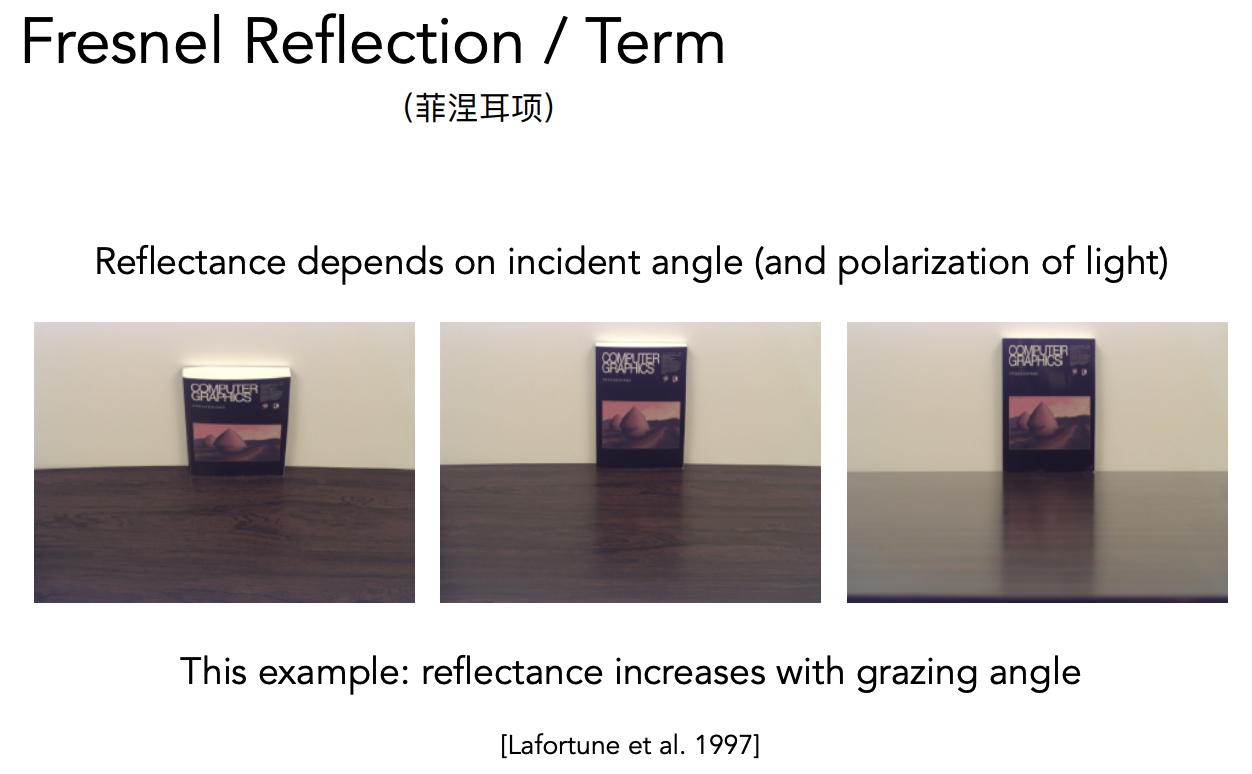 Fresnel Reflection / Term
(菲涅耳项)
Reflectance depends on incident angle (and polarization of light)
COMPUTER
GRAPHICS
COMPUTER
GRAPHICS
COMPUTER
GRAPHICS
This example: reflectance increases with grazing angle
[Lafortune et al. 1997]